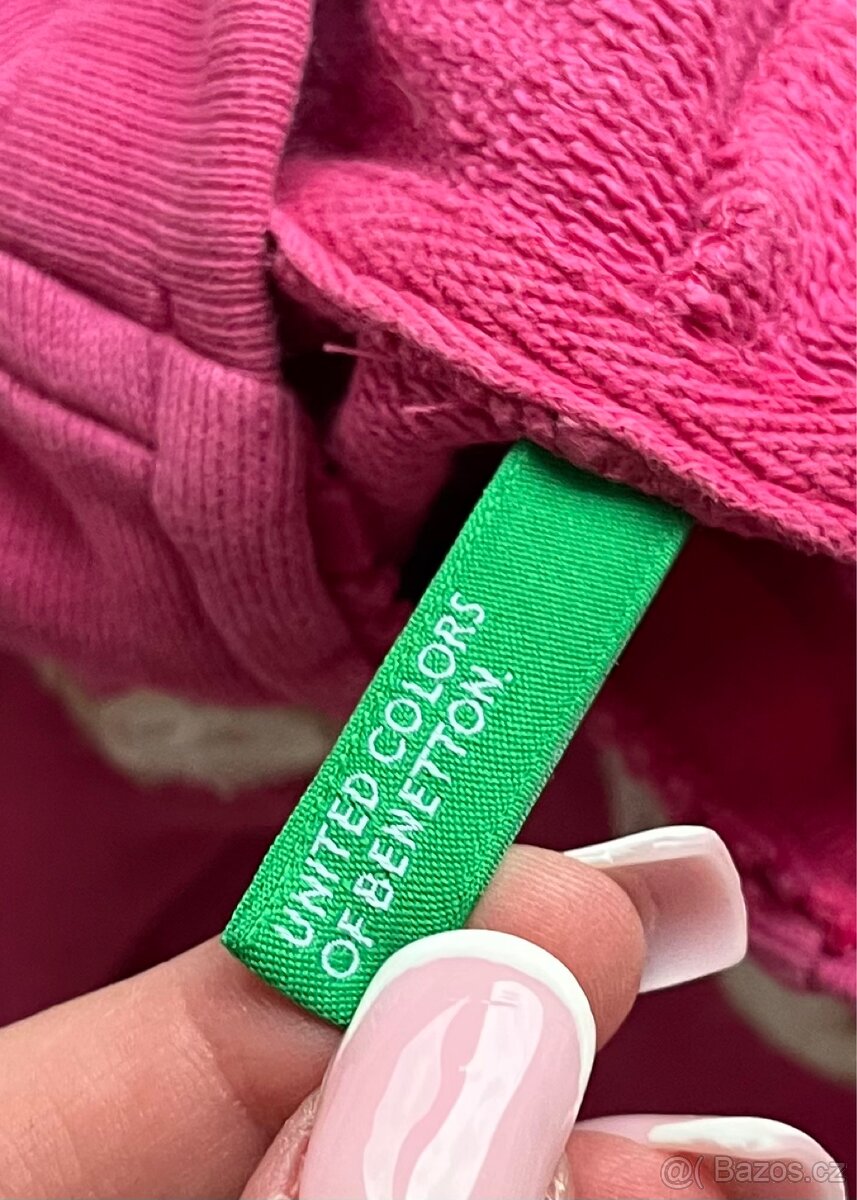 UNITED COLORS
OF BENETTON.
@( Bazos.cz